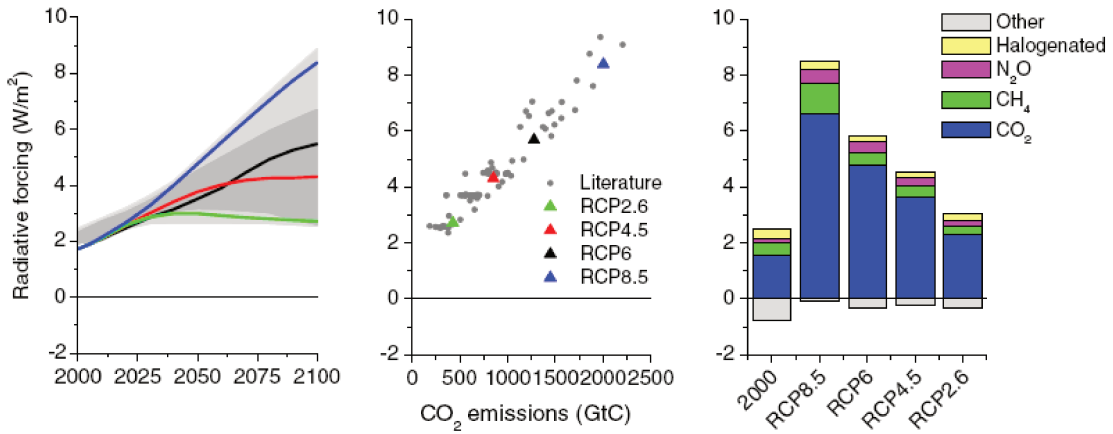 Radiative forcing (W/m²)
10
8
6
4
2
0
-2
2000
2025
2050
2075
2100
10
8
6
4
2
0
-2
Literature
RCP2.6
RCP4.5
RCP6
RCP8.5
0
500
1000
1500
2000
2500
CO₂ emissions (GtC)
10
8
6
4
2
0
-2
Other
Halogenated
N₂O
CH₄
CO₂
2000
RCP8.5
RCP6
RCP4.5
RCP2.6